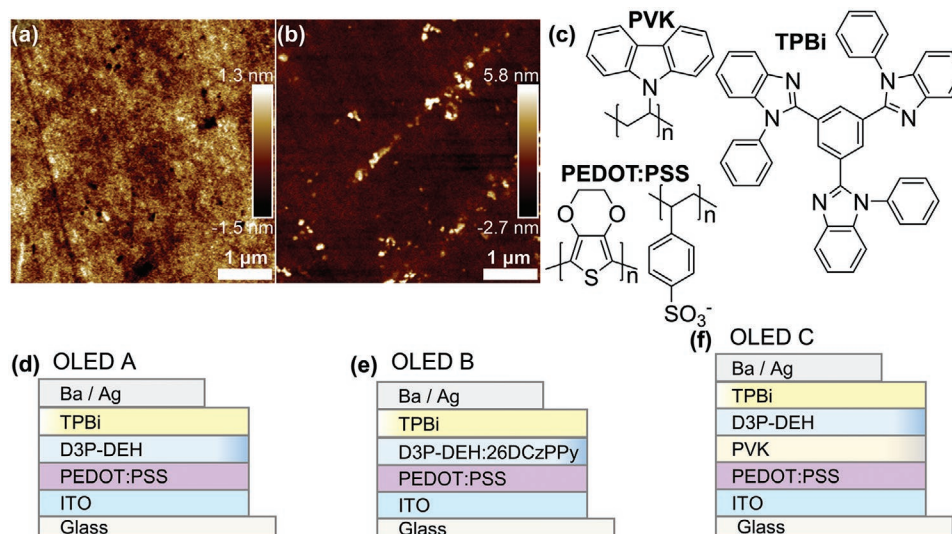 (a)
1.3 nm
-1.5 nm
1 µm
(b)
5.8 nm
-2.7 nm
1 µm
(c)
PVK
N
n
TPBi
N
N
N
N
N
N
PEDOT:PSS
O
O
S
n
n
SO3-
(d) OLED A
Ba / Ag
TPBi
D3P-DEH
PEDOT:PSS
ITO
Glass
(e) OLED B
Ba / Ag
TPBi
D3P-DEH:26DCzPPy
PEDOT:PSS
ITO
Glass
(f) OLED C
Ba / Ag
TPBi
D3P-DEH
PVK
PEDOT:PSS
ITO
Glass